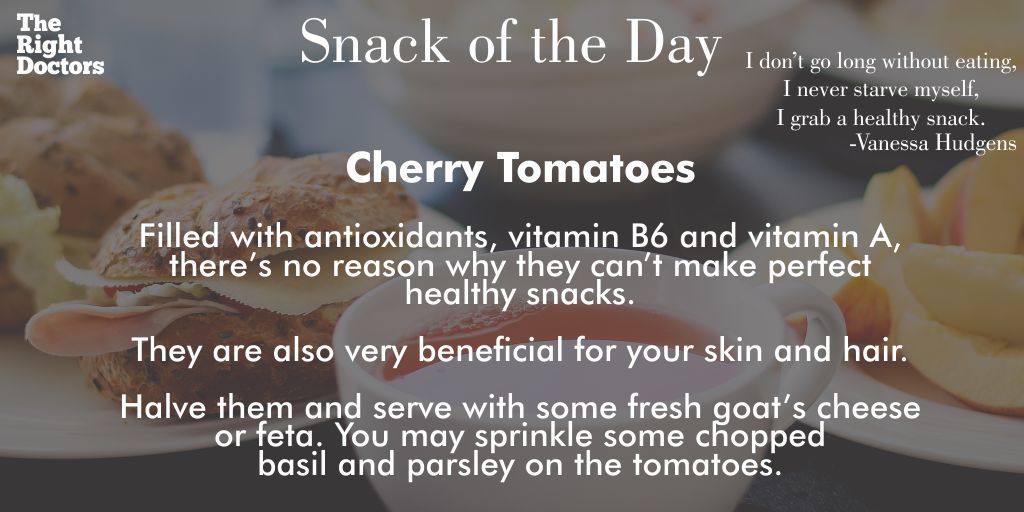 The
Right
Doctors
Snack of the Day
I don't go long without eating,
I never starve myself,
I grab a healthy snack.
-Vanessa Hudgens
Cherry Tomatoes
Filled with antioxidants, vitamin B6 and vitamin A,
there's no reason why they can't make perfect
healthy snacks.
They are also very beneficial for your skin and hair.
Halve them and serve with some fresh goat's cheese
or feta. You may sprinkle some chopped
basil and parsley on the tomatoes.